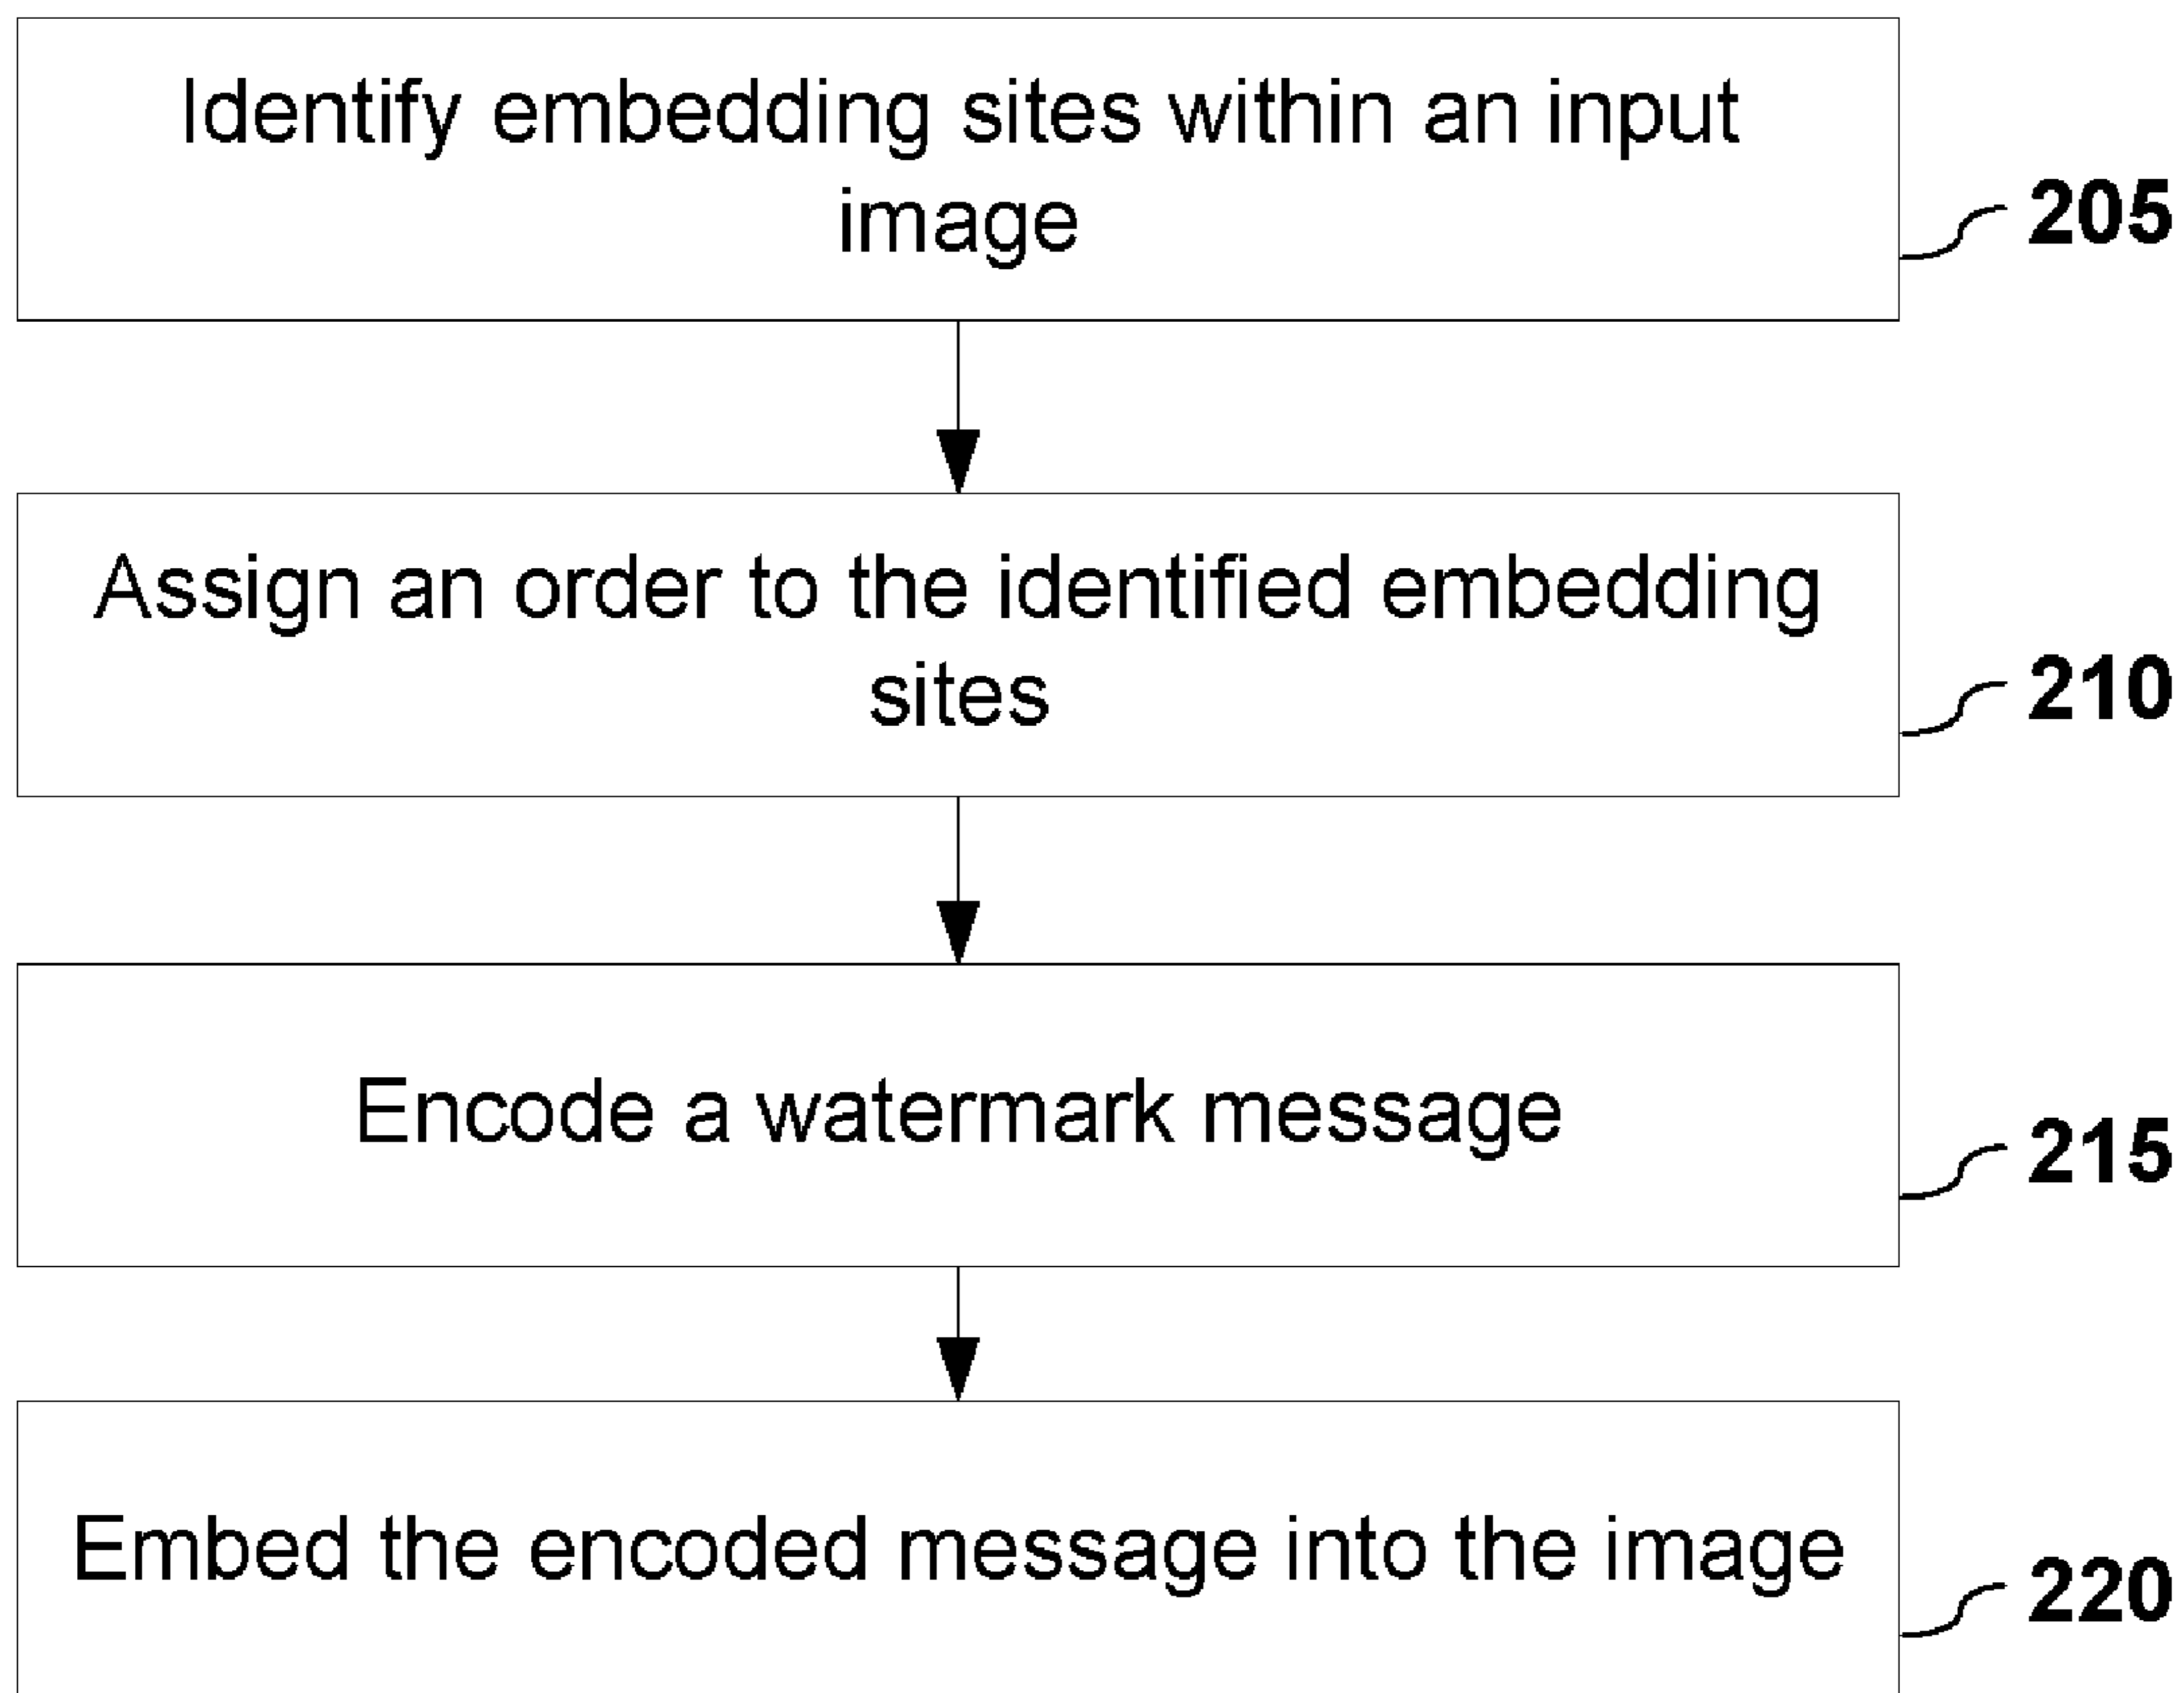 Identify embedding sites within an input
image
205
Assign an order to the identified embedding
sites
210
Encode a watermark message
215
Embed the encoded message into the image
220